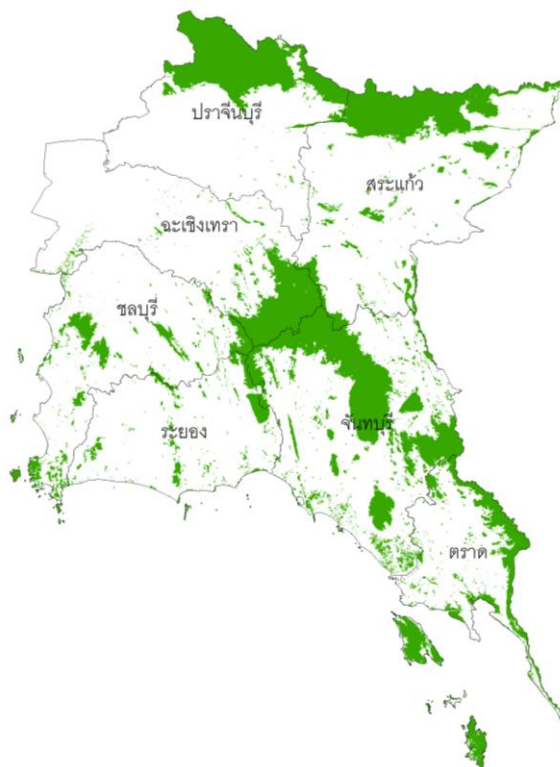 ปราจีนบุรี
สระแก้ว
ฉะเชิงเทรา
ชลบุรี
ระยอง
จันทบุรี
ตราด